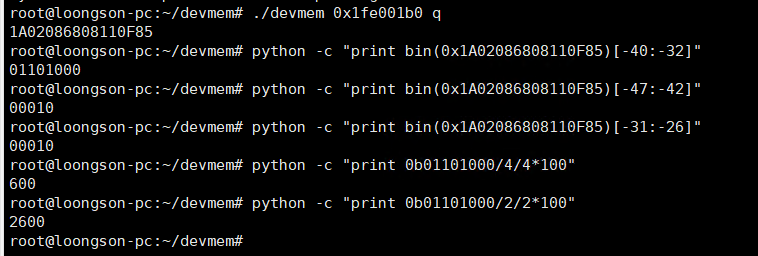 root@loongson-pc:~/devmem# ./devmem 0x1fe001b0 q
1A02086808110F85
root@loongson-pc:~/devmem# python -c "print bin(0x1A02086808110F85)[-40:-32]"
01101000
root@loongson-pc:~/devmem# python -c "print bin(0x1A02086808110F85)[-47:-42]"
00010
root@loongson-pc:~/devmem# python -c "print bin(0x1A02086808110F85)[-31:-26]"
00010
root@loongson-pc:~/devmem# python -c "print 0b01101000/4/4*100"
600
root@loongson-pc:~/devmem# python -c "print 0b01101000/2/2*100"
2600
root@loongson-pc:~/devmem#